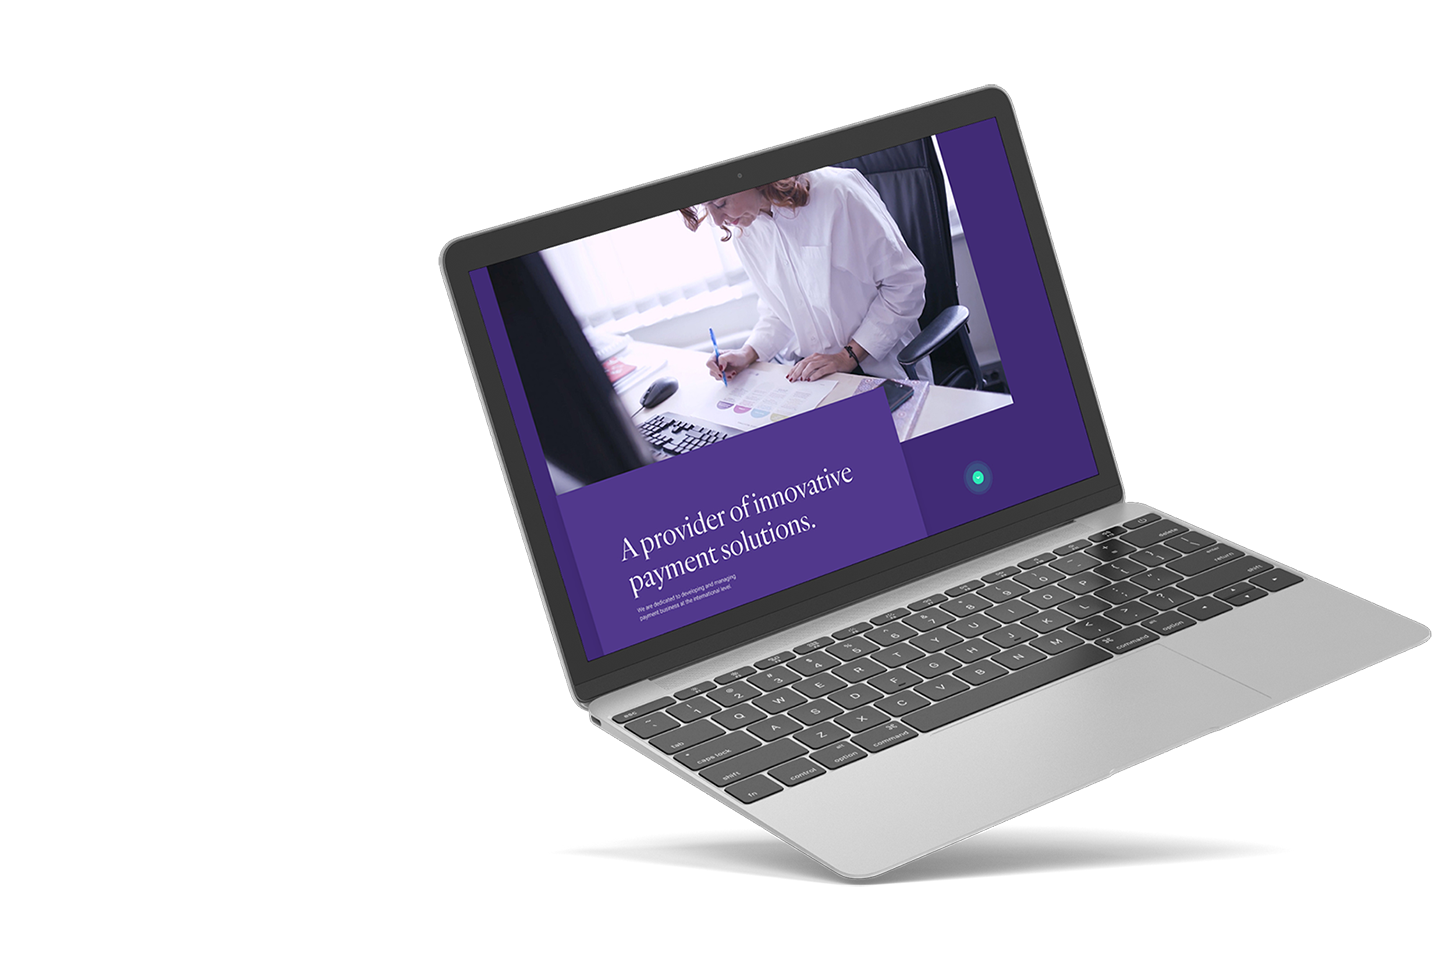 A provider of innovative
payment solutions.
We are dedicated to developing and managing
payment business at the international level.
esc
delete
tab
Q W E R T Y U I O P
return
caps lock
A S D F G H J K L
shift
Z X C V B N M
shift
fn
control
option
command
command
option